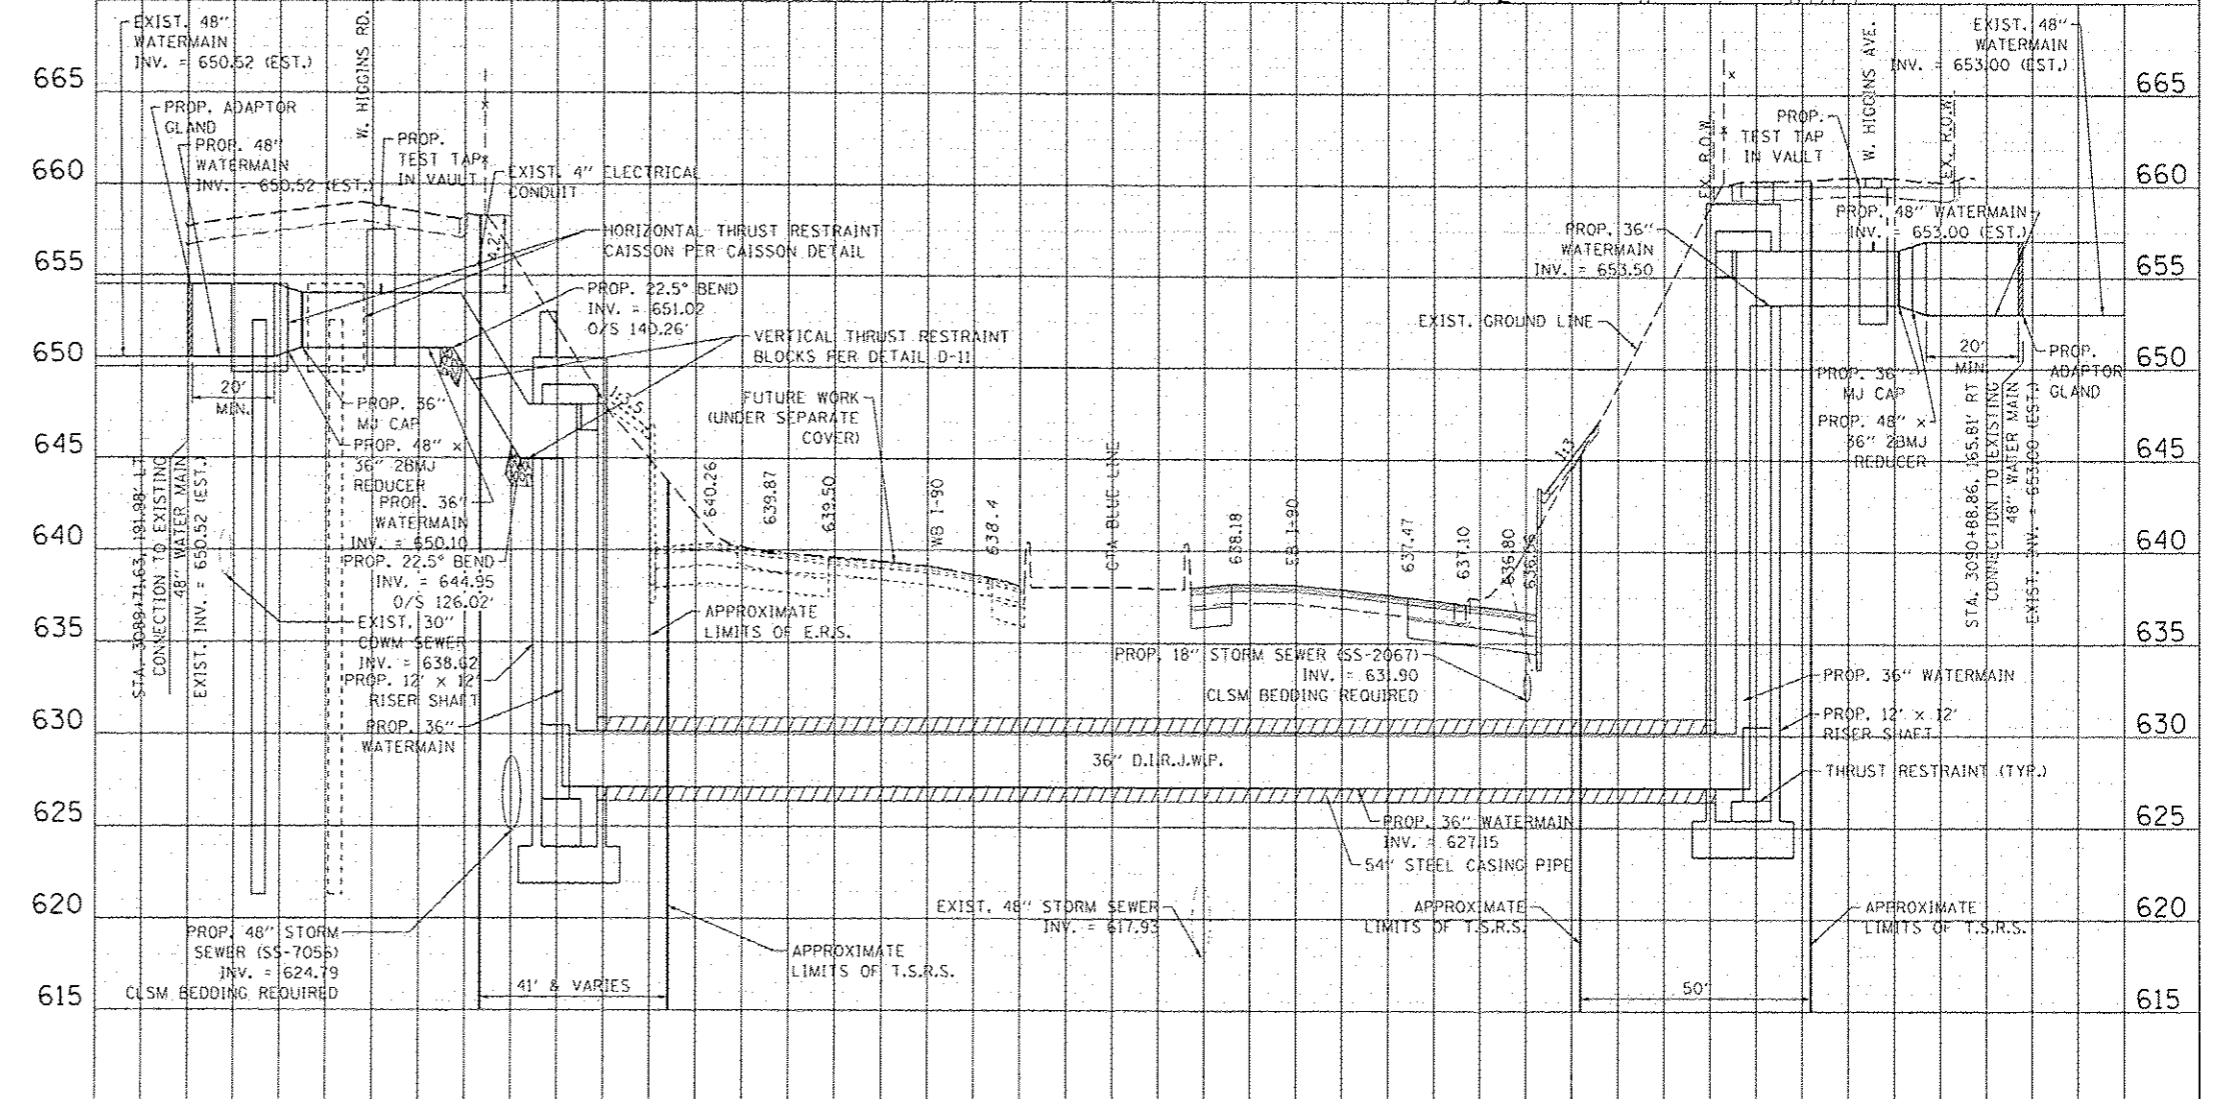 EXIST. 48"
WATERMAIN
INV. = 650.52 (EST.)
W. HIGGINS RD.
PROP. ADAPTOR
GLAND
PROP. 48"
WATERMAIN
INV. = 650.52 (EST.)
PROP.
TEST TAP
IN VAULT
EXIST. 4" ELECTRICAL
CONDUIT
HORIZONTAL THRUST RESTRAINT
CAISSON PER CAISSON DETAIL
4.2'
PROP. 22.5° BEND
INV. = 651.02
O/S 140.26'
VERTICAL THRUST RESTRAINT
BLOCKS PER DETAIL D-11
20'
MIN.
PROP. 36"
MJ CAP
PROP. 48" x
36" 2BMJ
REDUCER
PROP. 36"
WATERMAIN
INV. = 650.10
PROP. 22.5° BEND
INV. = 644.95
O/S 126.02'
EXIST. 30"
CDWM SEWER
INV. = 638.62
PROP. 12' x 12'
RISER SHAFT
PROP. 36"
WATERMAIN
STA. 3089+71.63, 191.98' LT
CONNECTION TO EXISTING
48" WATER MAIN
EXIST. INV. = 650.52 (EST.)
PROP. 48" STORM
SEWER (SS-7056)
INV. = 624.79
CLSM BEDDING REQUIRED
41' & VARIES
APPROXIMATE
LIMITS OF T.S.R.S.
FUTURE WORK
(UNDER SEPARATE
COVER)
APPROXIMATE
LIMITS OF E.R.S.
640.26
639.87
639.50
WB I-90
638.4
CTA BLUE LINE
638.18
EB I-90
637.47
637.10
636.80
1:3
36" D.I.R.J.W.P.
PROP. 18" STORM SEWER (SS-2067)
INV. = 631.90
CLSM BEDDING REQUIRED
PROP. 36" WATERMAIN
INV. = 627.15
54" STEEL CASING PIPE
EXIST. 48" STORM SEWER
INV. = 617.93
APPROXIMATE
LIMITS OF T.S.R.S.
50'
APPROXIMATE
LIMITS OF T.S.R.S.
EXIST. GROUND LINE
PROP. 36"
WATERMAIN
INV. = 653.50
EX. R.O.W.
PROP.
TEST TAP
IN VAULT
W. HIGGINS AVE.
EX. R.O.W.
EXIST. 48"
WATERMAIN
INV. = 653.00 (EST.)
PROP. 48" WATERMAIN
INV. = 653.00 (EST.)
20'
MIN.
PROP.
ADAPTOR
GLAND
PROP. 36"
MJ CAP
PROP. 48" x
36" 2BMJ
REDUCER
STA. 3090+88.86, 165.81' RT
CONNECTION TO EXISTING
48" WATER MAIN
EXIST. INV. = 653.00 (EST.)
PROP. 36" WATERMAIN
PROP. 12' x 12'
RISER SHAFT
THRUST RESTRAINT (TYP.)
665
660
655
650
645
640
635
630
625
620
615
665
660
655
650
645
640
635
630
625
620
615